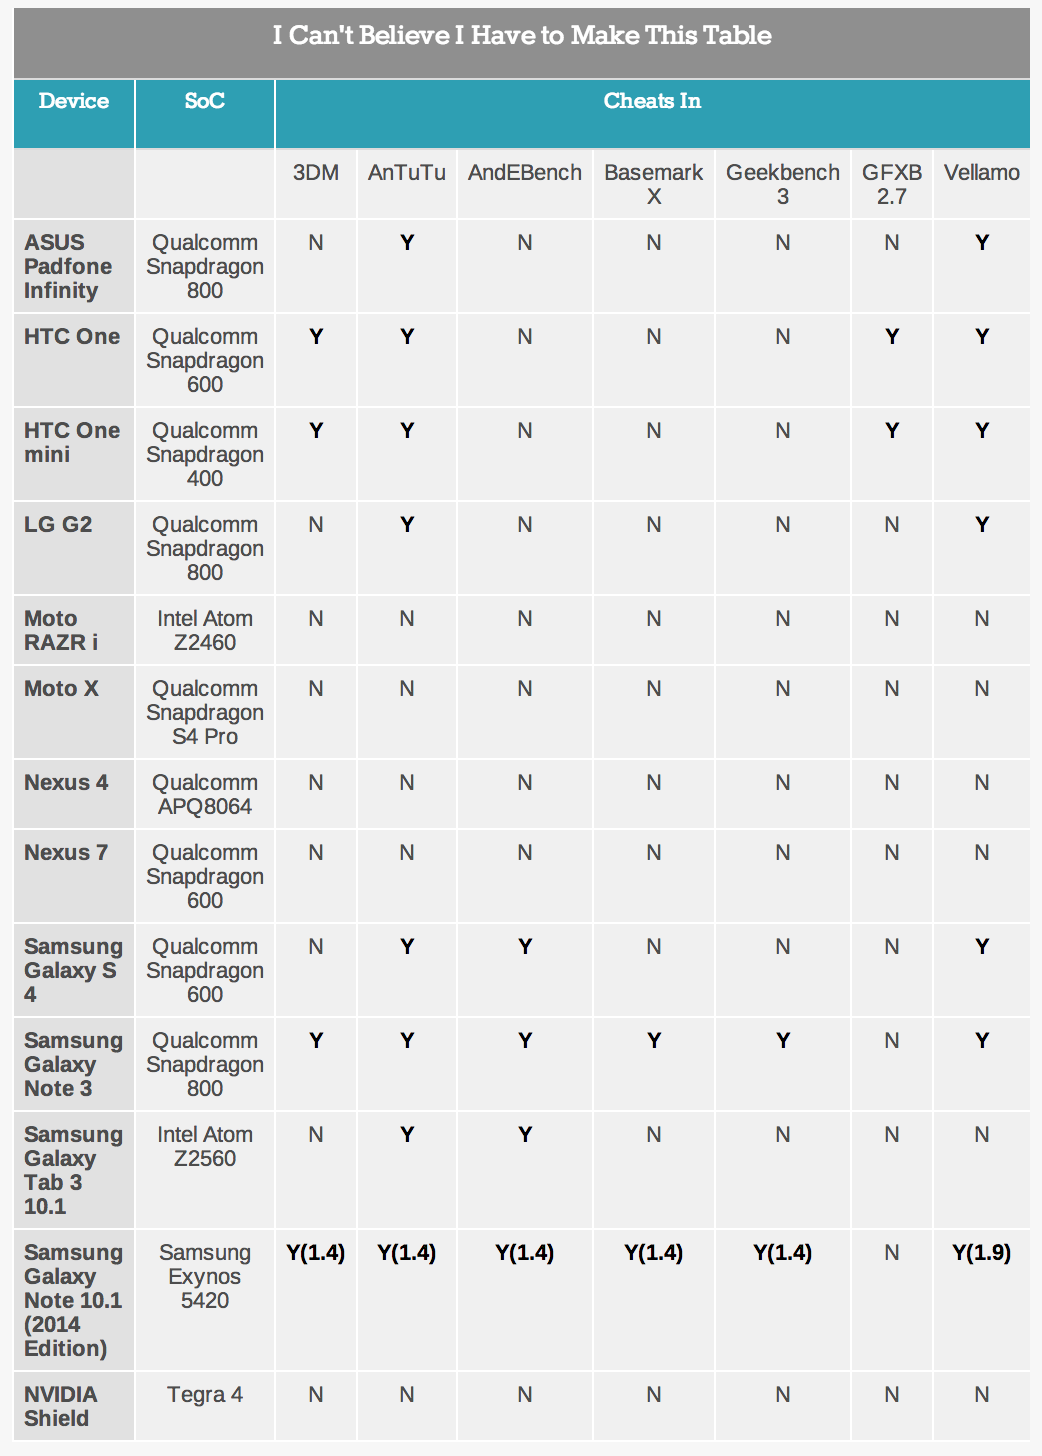 I Can't Believe I Have to Make This Table
Device SoC Cheats In
3DM AnTuTu AndEBench Basemark X Geekbench 3 GFXB 2.7 Vellamo
ASUS Padfone Infinity Qualcomm Snapdragon 800 N Y N N N N Y
HTC One Qualcomm Snapdragon 600 Y Y N N N Y Y
HTC One mini Qualcomm Snapdragon 400 Y Y N N N Y Y
LG G2 Qualcomm Snapdragon 800 N Y N N N N Y
Moto RAZR i Intel Atom Z2460 N N N N N N N
Moto X Qualcomm Snapdragon S4 Pro N N N N N N N
Nexus 4 Qualcomm APQ8064 N N N N N N N
Nexus 7 Qualcomm Snapdragon 600 N N N N N N N
Samsung Galaxy S 4 Qualcomm Snapdragon 600 N Y Y N N N Y
Samsung Galaxy Note 3 Qualcomm Snapdragon 800 Y Y Y Y Y N Y
Samsung Galaxy Tab 3 10.1 Intel Atom Z2560 N Y Y N N N N
Samsung Galaxy Note 10.1 (2014 Edition) Samsung Exynos 5420 Y(1.4) Y(1.4) Y(1.4) Y(1.4) Y(1.4) N Y(1.9)
NVIDIA Shield Tegra 4 N N N N N N N